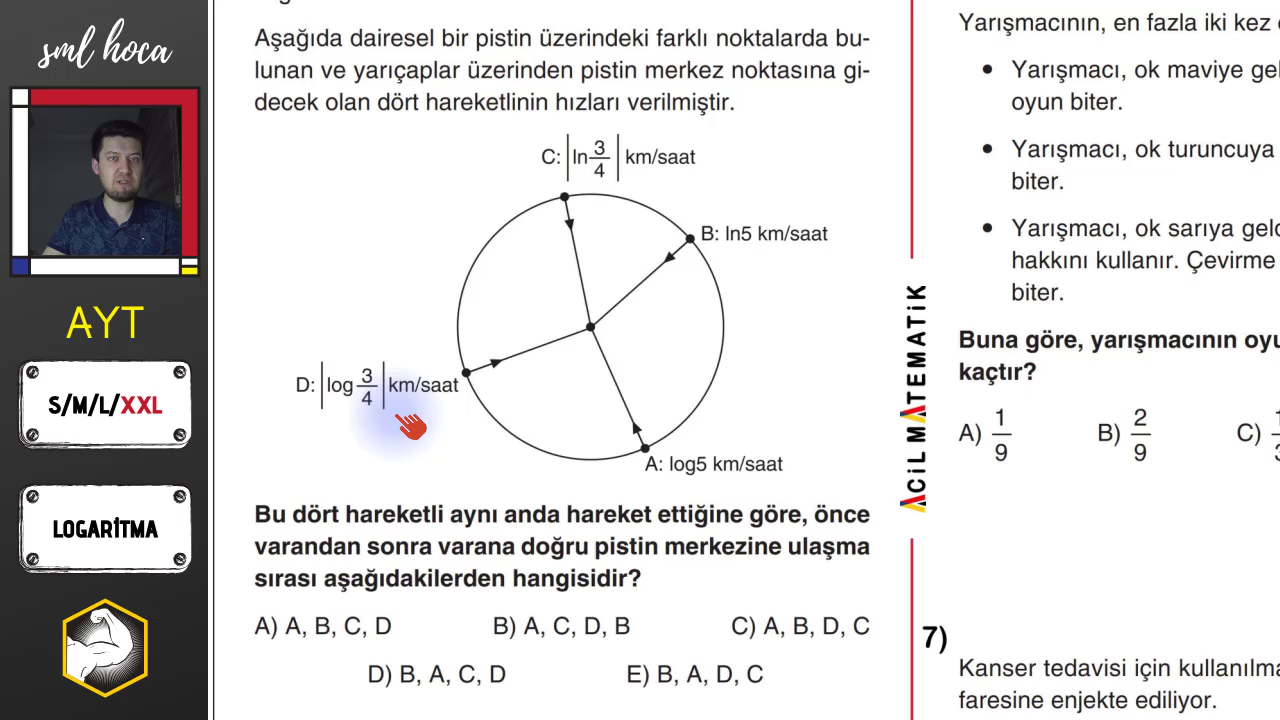 sml hoca
AYT
S/M/L/XXL
LOGARİTMA
Aşağıda dairesel bir pistin üzerindeki farklı noktalarda bu-
lunan ve yarıçaplar üzerinden pistin merkez noktasına gi-
decek olan dört hareketlinin hızları verilmiştir.
C: |ln 3/4| km/saat
B: ln5 km/saat
D: |log 3/4| km/saat
A: log5 km/saat
Bu dört hareketli aynı anda hareket ettiğine göre, önce
varandan sonra varana doğru pistin merkezine ulaşma
sırası aşağıdakilerden hangisidir?
A) A, B, C, D B) A, C, D, B C) A, B, D, C
D) B, A, C, D E) B, A, D, C
ACİL MATEMATİK
Yarışmacının, en fazla iki kez
• Yarışmacı, ok maviye
oyun biter.
• Yarışmacı, ok turuncuya
biter.
• Yarışmacı, ok sarıya
hakkını kullanır. Çevirme
biter.
Buna göre, yarışmacının
kaçtır?
A) 1/9 B) 2/9 C)
7)
Kanser tedavisi için
faresine enjekte ediliyor.